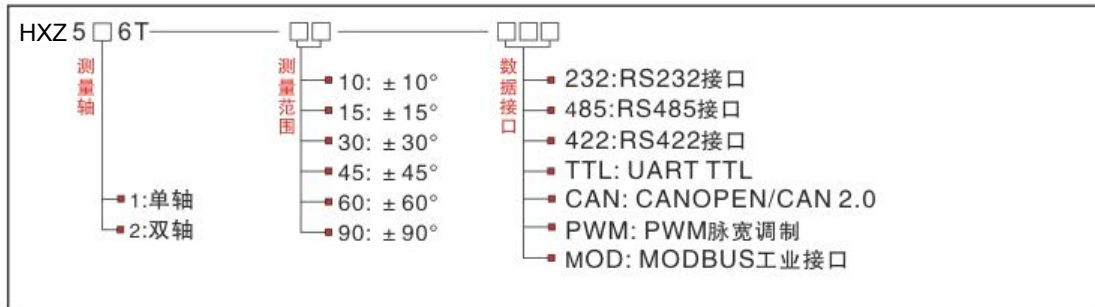 HXZ 5□6T □□ □□□
测量轴
1:单轴
2:双轴
测量范围
10: ±10°
15: ±15°
30: ±30°
45: ±45°
60: ±60°
90: ±90°
数据接口
232:RS232接口
485:RS485接口
422:RS422接口
TTL: UART TTL
CAN: CANOPEN/CAN 2.0
PWM: PWM脉宽调制
MOD: MODBUS工业接口